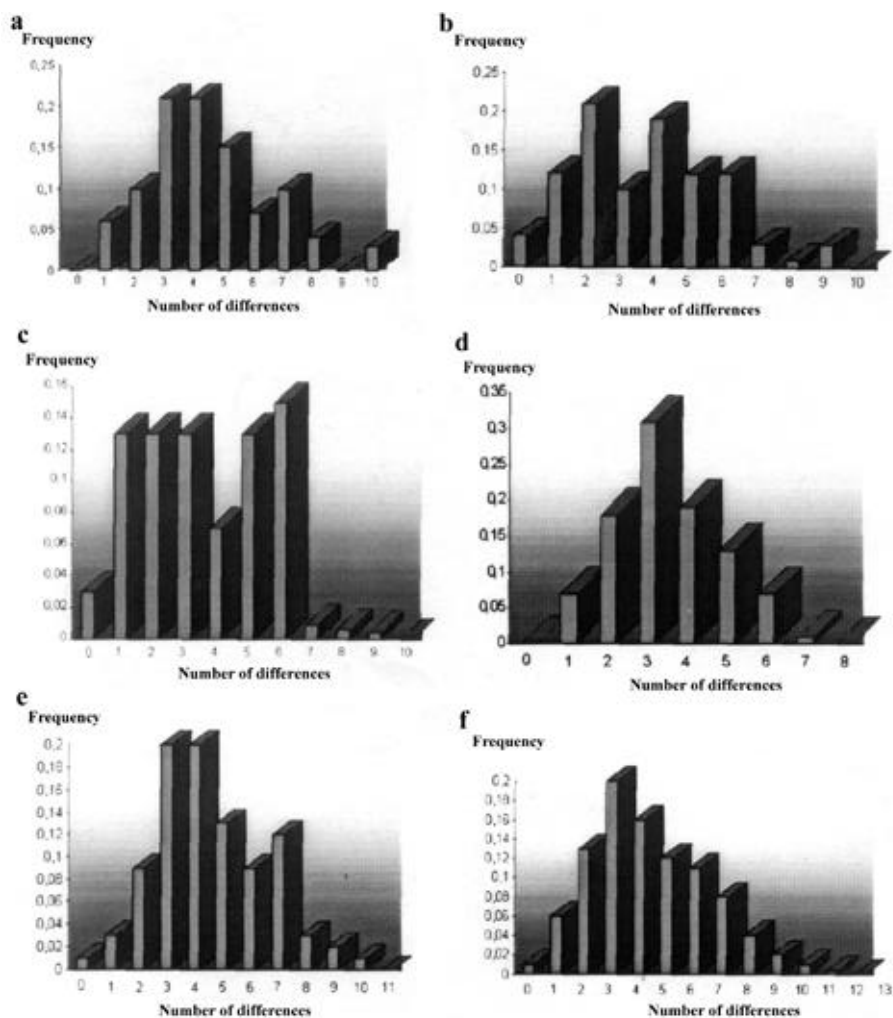 a
Frequency
0,25
0,2
0,15
0,1
0,05
0
0 1 2 3 4 5 6 7 8 9 10
Number of differences
b
Frequency
0.25
0.2
0.15
0.1
0.05
0
0 1 2 3 4 5 6 7 8 9 10
Number of differences
c
Frequency
0.16
0.14
0.12
0.1
0.08
0.06
0.04
0,02
0
0 1 2 3 4 5 6 7 8 9 10
Number of differences
d
Frequency
0,35
0,3
0,25
0,2
0,15
0,1
0,05
0
0 1 2 3 4 5 6 7 8
Number of differences
e
Frequency
0,2
0,18
0,16
0,14
0,12
0,1
0,08
0,06
0,04
0,02
0
0 1 2 3 4 5 6 7 8 9 10 11
Number of differences
f
Frequency
0,2
0,18
0,16
0,14
0,12
0,1
0,08
0,06
0,04
0,02
0
0 1 2 3 4 5 6 7 8 9 10 11 12 13
Number of differences